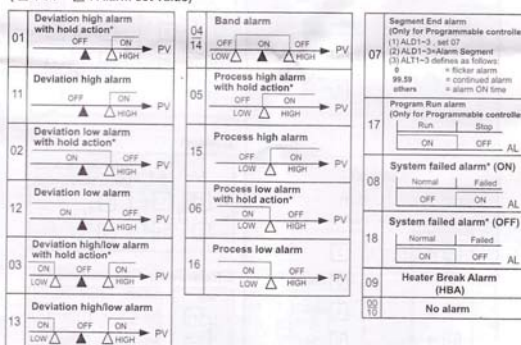 01
Deviation high alarm
with hold action*
OFF ON
HIGH
PV
11
Deviation high alarm
OFF ON
HIGH
PV
02
Deviation low alarm
with hold action*
ON OFF
HIGH
PV
12
Deviation low alarm
ON OFF
HIGH
PV
03
Deviation high/low alarm
with hold action*
ON OFF ON
LOW HIGH
PV
13
Deviation high/low alarm
ON OFF ON
LOW HIGH
PV
04
14
Band alarm
OFF ON OFF
LOW HIGH
PV
05
Process high alarm
with hold action*
OFF ON
LOW HIGH
PV
15
Process high alarm
OFF ON
LOW HIGH
PV
06
Process low alarm
with hold action*
ON OFF
LOW HIGH
PV
16
Process low alarm
ON OFF
LOW HIGH
PV
07
Segment End alarm
(Only for Programmable controlle
(1) ALD1~3 , set 07
(2) ALD1~3=Alarm Segment
(3) ALT1~3 defines as follows:
0 = flicker alarm
99.59 = continued alarm
others = alarm ON time
17
Program Run alarm
(Only for Programmable controlle
Run Stop
ON OFF
AL
08
System failed alarm* (ON)
Normal Failed
OFF ON
AL
18
System failed alarm* (OFF)
Normal Failed
ON OFF
AL
09
Heater Break Alarm
(HBA)
00
10
No alarm